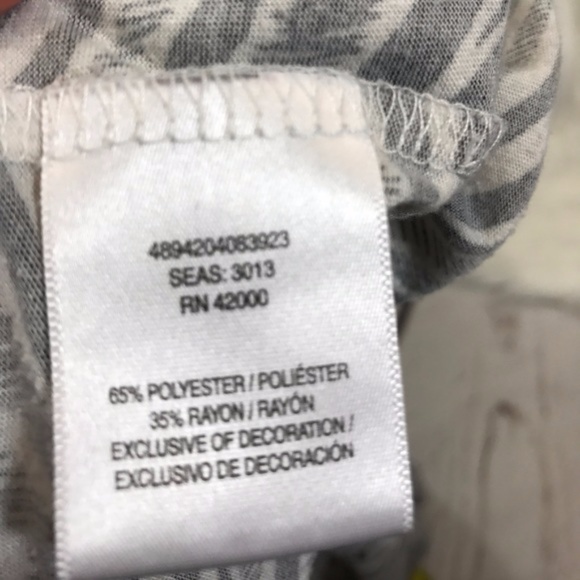 4894204083923
SEAS: 3013
RN 42000
65% POLYESTER / POLIÉSTER
35% RAYON / RAYÓN
EXCLUSIVE OF DECORATION /
EXCLUSIVO DE DECORACIÓN